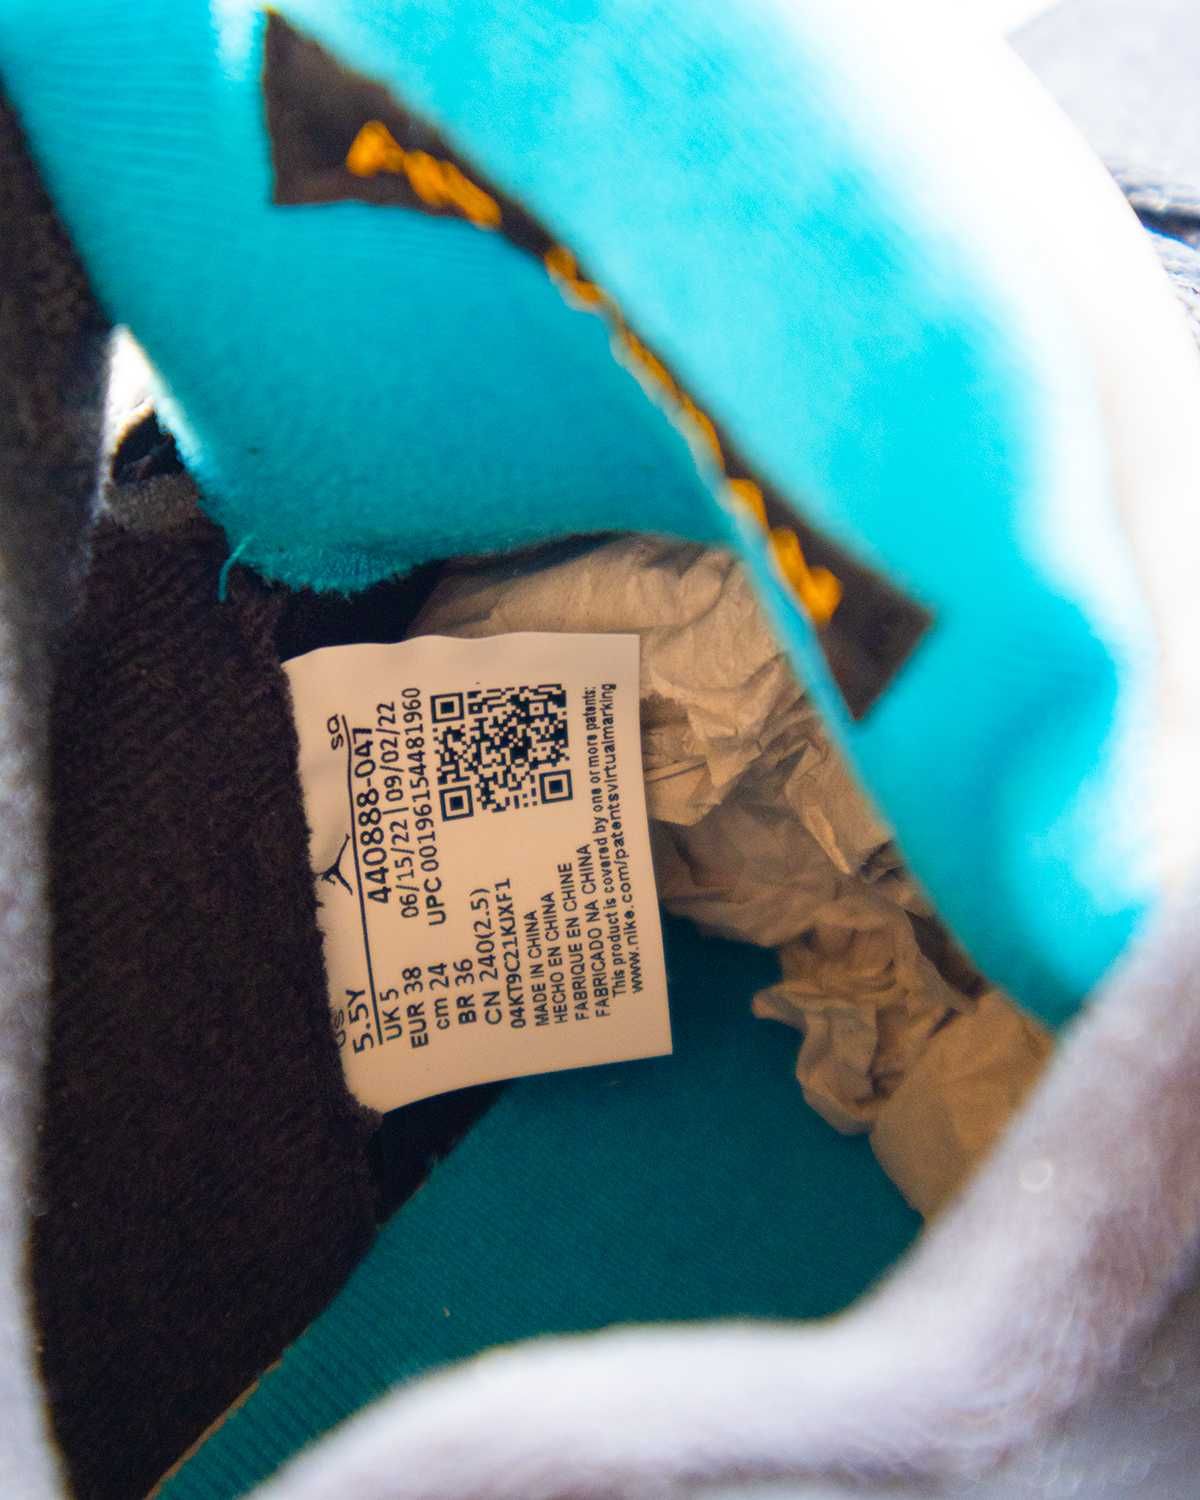 US SQ
5.5Y 440888-047
UK 5 06/15/22 | 09/02/22
EUR 38 UPC 00196154481960
cm 24
BR 36
CN 240(2.5)
04KT9C21KJXF1
MADE IN CHINA
HECHO EN CHINA
FABRIQUE EN CHINE
FABRICADO NA CHINA
This product is covered by one or more patents:
www.nike.com/patentsvirtualmarking